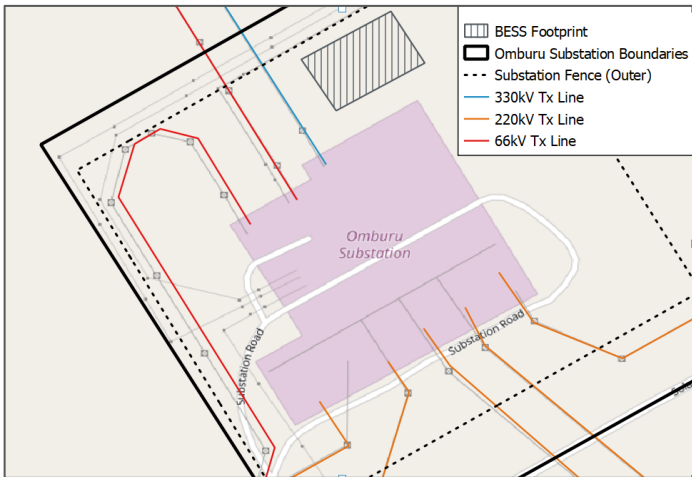 BESS Footprint
Omburu Substation Boundaries
Substation Fence (Outer)
330kV Tx Line
220kV Tx Line
66kV Tx Line
Omburu
Substation
Substation Road
Substation Road